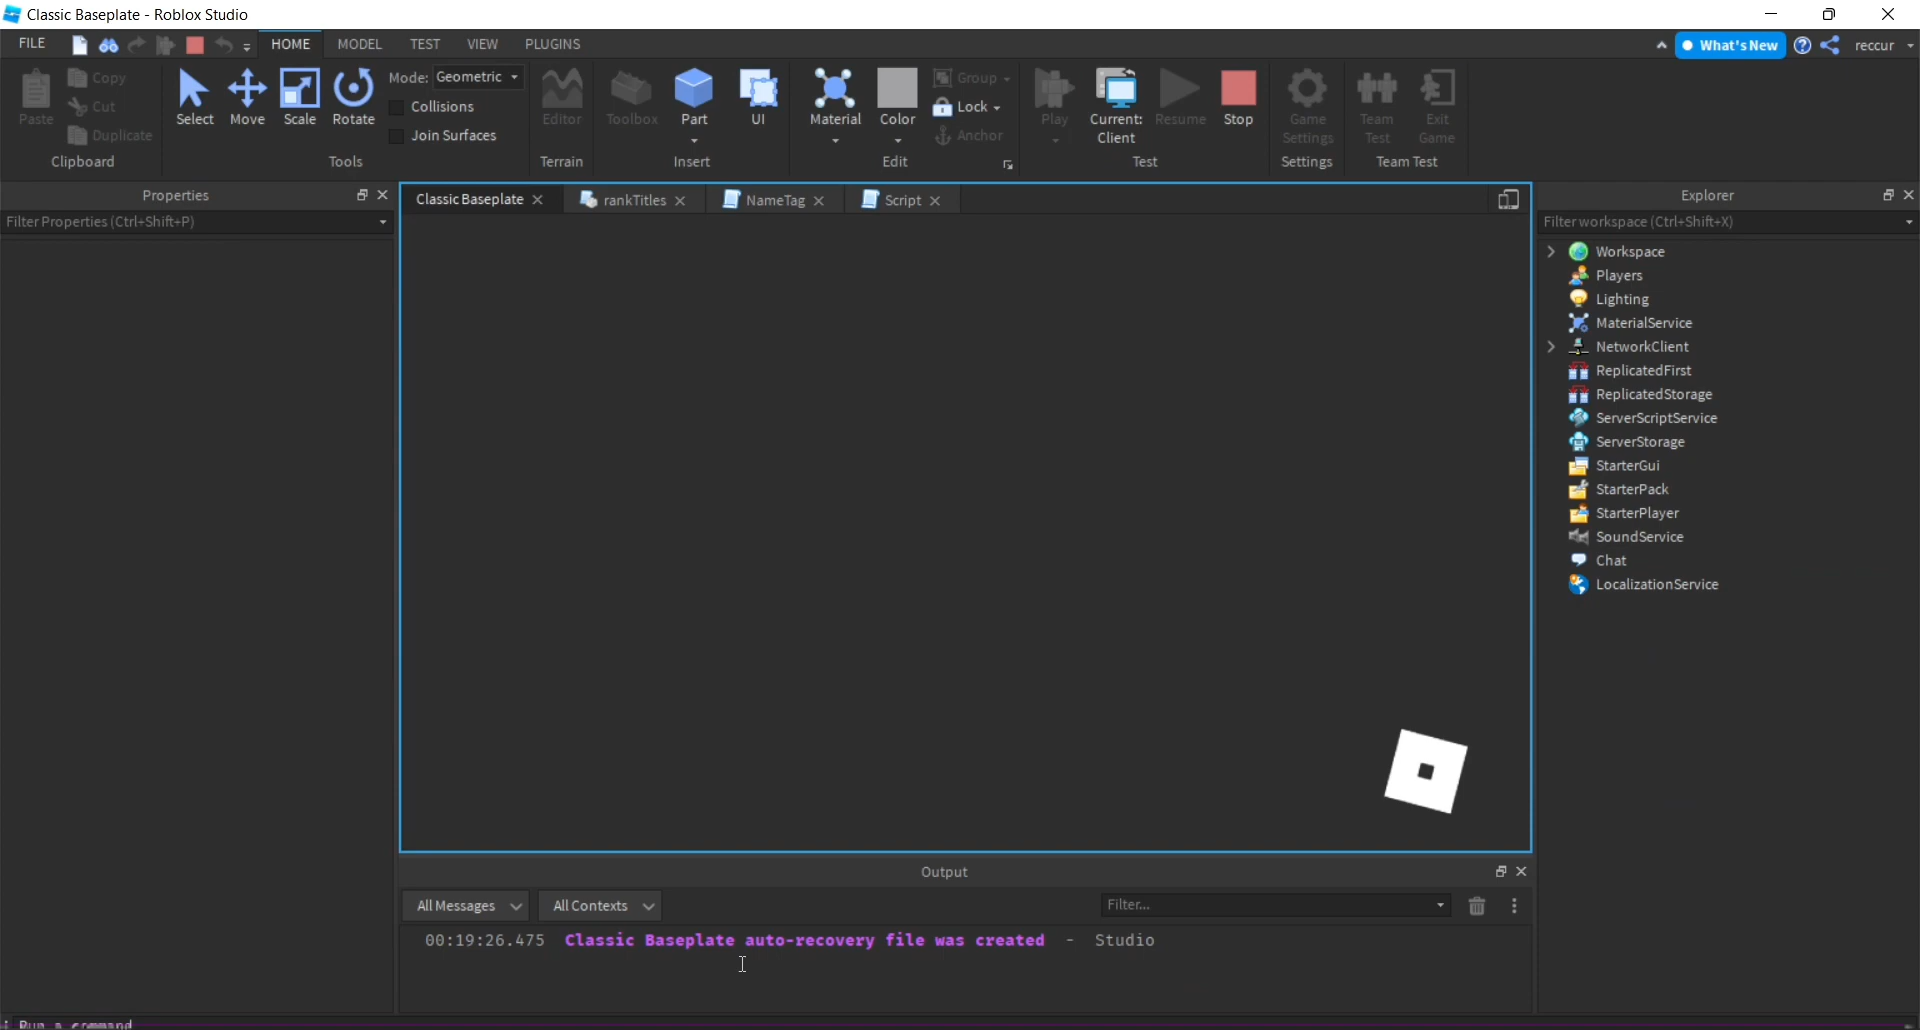 Classic Baseplate - Roblox Studio
FILE HOME MODEL TEST VIEW PLUGINS What's New reccur
Paste Copy Cut Duplicate
Clipboard
Select Move Scale Rotate
Mode: Geometric
Collisions
Join Surfaces
Tools
Editor
Terrain
Toolbox Part UI
Insert
Material Color
Group
Lock
Anchor
Edit
Play Current: Client Resume Stop
Test
Game Settings
Settings
Team Test Exit Game
Team Test
Properties
Filter Properties (Ctrl+Shift+P)
Classic Baseplate rankTitles NameTag Script
Explorer
Filter workspace (Ctrl+Shift+X)
Workspace
Players
Lighting
MaterialService
NetworkClient
ReplicatedFirst
ReplicatedStorage
ServerScriptService
ServerStorage
StarterGui
StarterPack
StarterPlayer
SoundService
Chat
LocalizationService
Output
All Messages All Contexts Filter...
00:19:26.475 Classic Baseplate auto-recovery file was created - Studio
Run a command